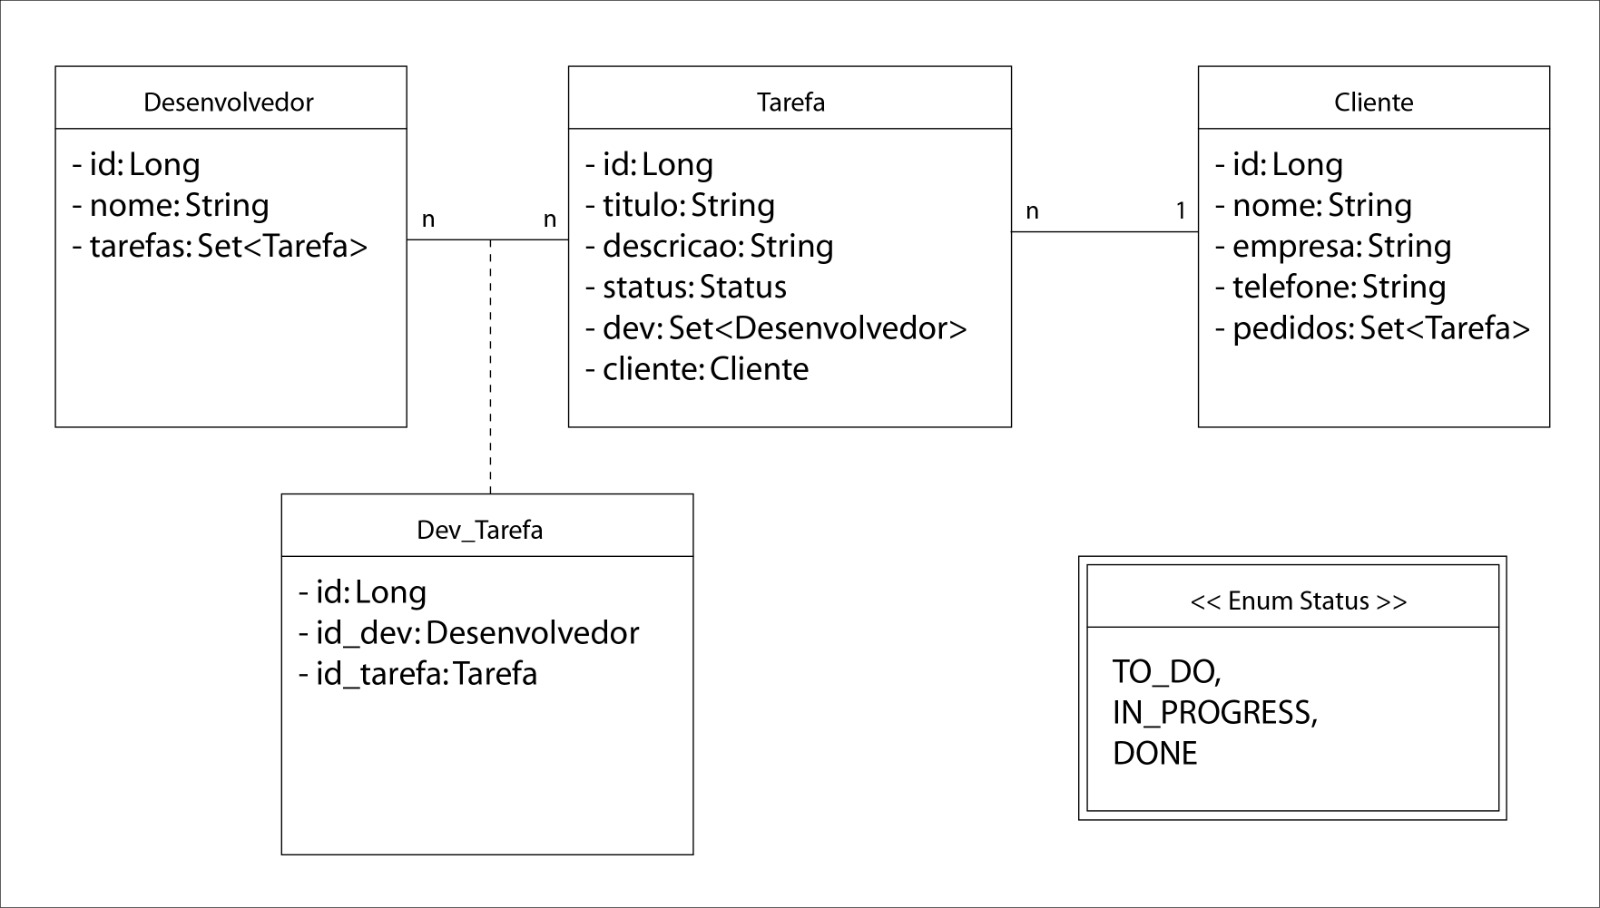 Desenvolvedor
- id: Long
- nome: String
- tarefas: Set<Tarefa>
n
n
Tarefa
- id: Long
- titulo: String
- descricao: String
- status: Status
- dev: Set<Desenvolvedor>
- cliente: Cliente
n
1
Cliente
- id: Long
- nome: String
- empresa: String
- telefone: String
- pedidos: Set<Tarefa>
Dev_Tarefa
- id: Long
- id_dev: Desenvolvedor
- id_tarefa: Tarefa
<< Enum Status >>
TO_DO,
IN_PROGRESS,
DONE